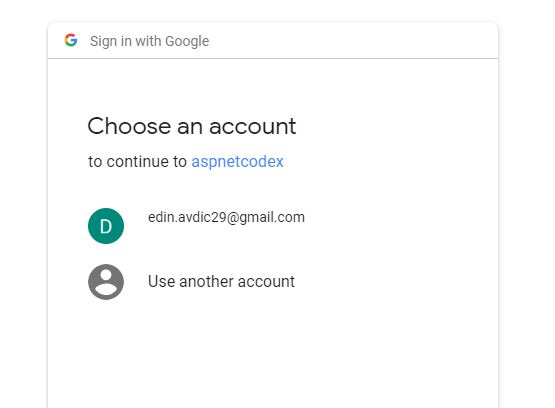 Sign in with Google
Choose an account
to continue to aspnetcodex
D
edin.avdic29@gmail.com
Use another account